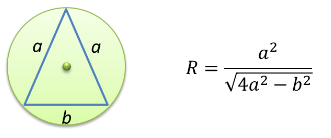 a a
b
R = a² / √(4a² − b²)